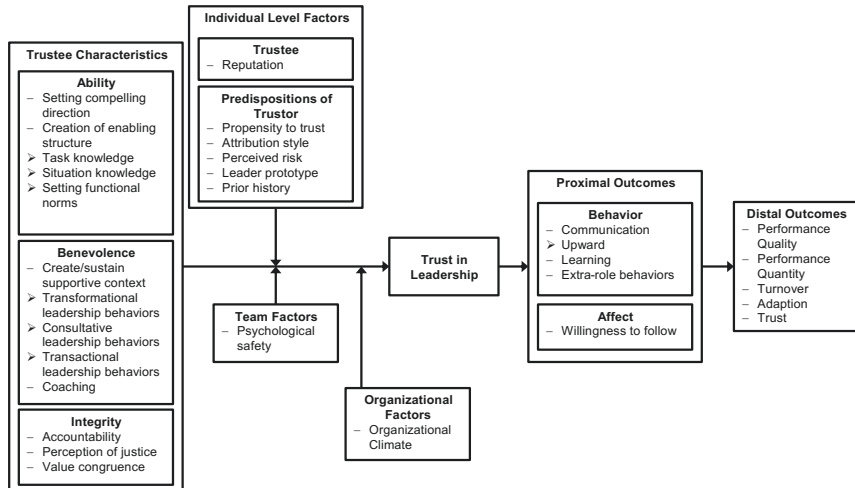 Trustee Characteristics
Ability
– Setting compelling
direction
– Creation of enabling
structure
➢ Task knowledge
➢ Situation knowledge
➢ Setting functional
norms
Benevolence
– Create/sustain
supportive context
➢ Transformational
leadership behaviors
➢ Consultative
leadership behaviors
➢ Transactional
leadership behaviors
– Coaching
Integrity
– Accountability
– Perception of justice
– Value congruence
Individual Level Factors
Trustee
– Reputation
Predispositions of
Trustor
– Propensity to trust
– Attribution style
– Perceived risk
– Leader prototype
– Prior history
Team Factors
– Psychological
safety
Organizational
Factors
– Organizational
Climate
Trust in
Leadership
Proximal Outcomes
Behavior
– Communication
➢ Upward
– Learning
– Extra-role behaviors
Affect
– Willingness to follow
Distal Outcomes
– Performance
Quality
– Performance
Quantity
– Turnover
– Adaption
– Trust